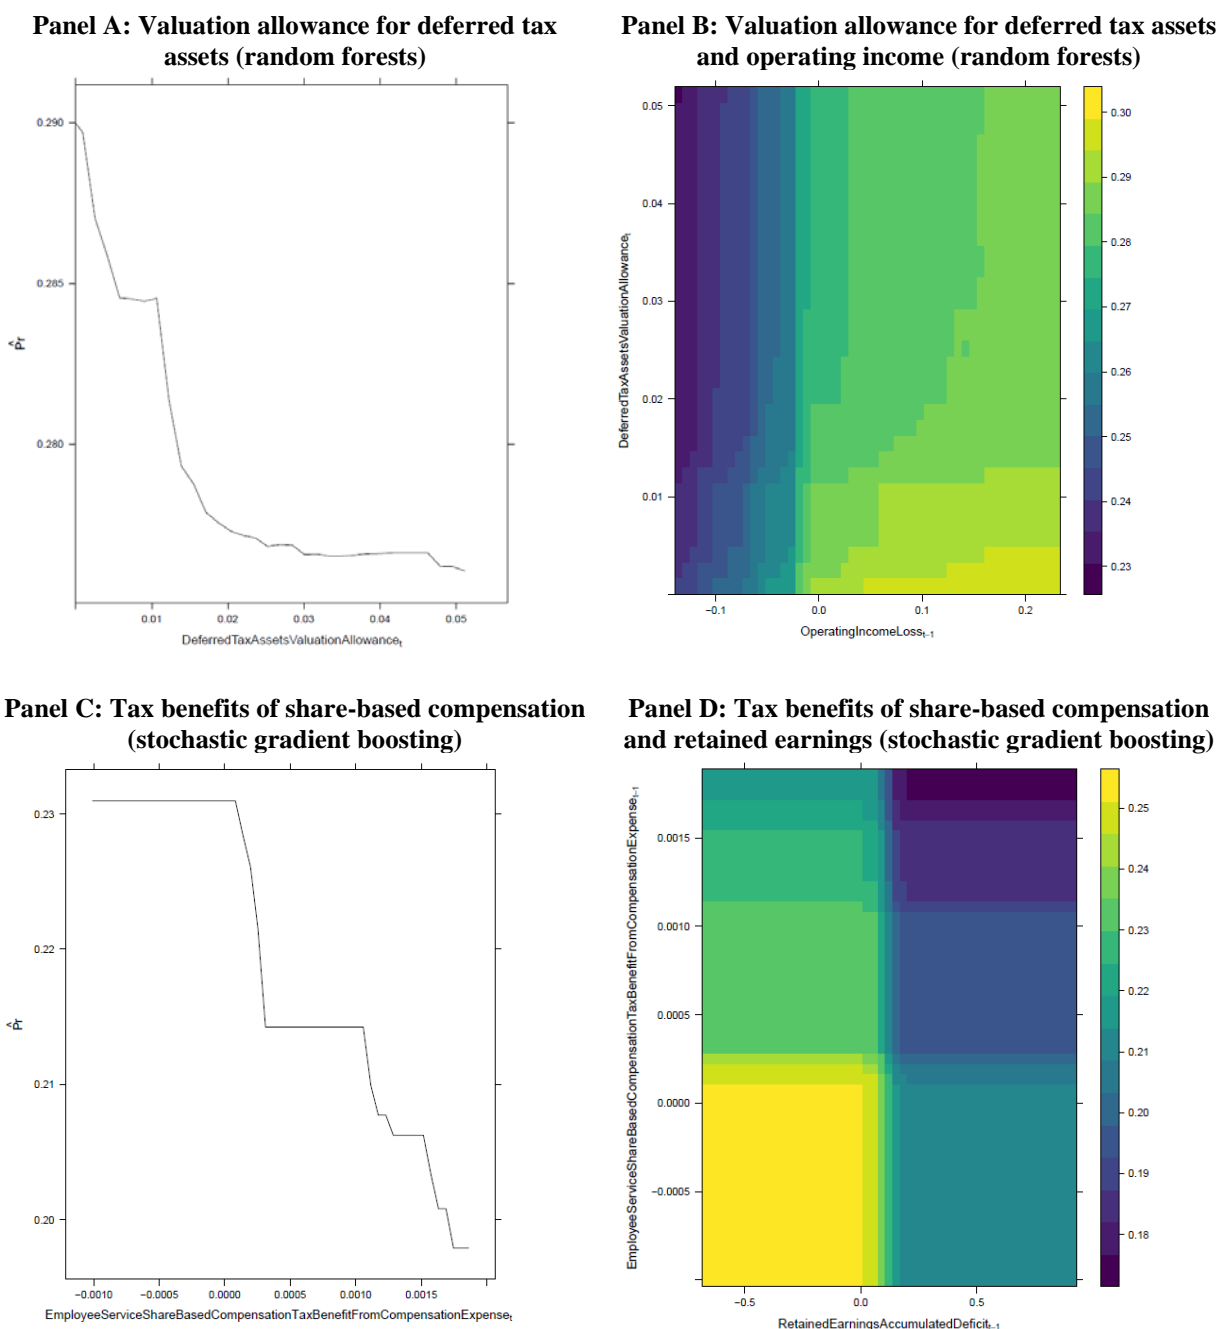 Panel A: Valuation allowance for deferred tax
assets (random forests)
0.290
0.285
0.280
P̂r
0.01 0.02 0.03 0.04 0.05
DeferredTaxAssetsValuationAllowanceₜ
Panel B: Valuation allowance for deferred tax assets
and operating income (random forests)
0.05
0.04
0.03
0.02
0.01
DeferredTaxAssetsValuationAllowanceₜ
−0.1 0.0 0.1 0.2
OperatingIncomeLossₜ₋₁
0.30
0.29
0.28
0.27
0.26
0.25
0.24
0.23
Panel C: Tax benefits of share-based compensation
(stochastic gradient boosting)
0.23
0.22
0.21
0.20
P̂r
−0.0010 −0.0005 0.0000 0.0005 0.0010 0.0015
EmployeeServiceShareBasedCompensationTaxBenefitFromCompensationExpenseₜ
Panel D: Tax benefits of share-based compensation
and retained earnings (stochastic gradient boosting)
0.0015
0.0010
0.0005
0.0000
−0.0005
EmployeeServiceShareBasedCompensationTaxBenefitFromCompensationExpenseₜ₋₁
−0.5 0.0 0.5
RetainedEarningsAccumulatedDeficitₜ₋₁
0.25
0.24
0.23
0.22
0.21
0.20
0.19
0.18